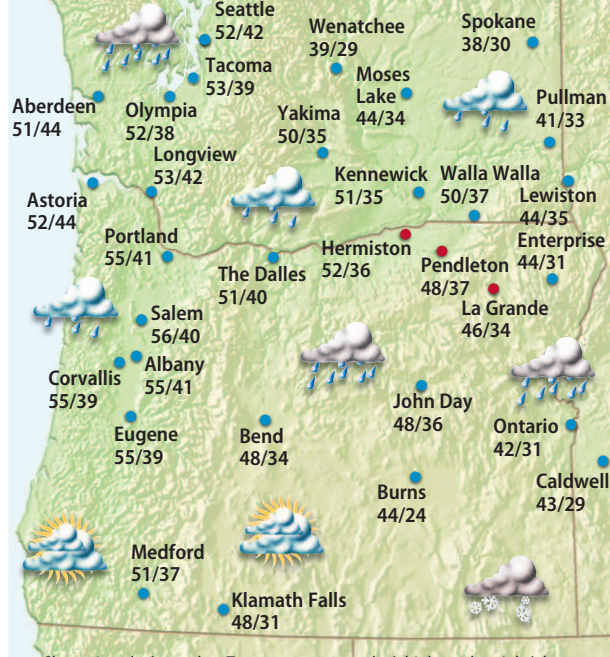 Seattle
52/42
Wenatchee
39/29
Spokane
38/30
Tacoma
53/39
Moses
Lake
44/34
Aberdeen
51/44
Olympia
52/38
Yakima
50/35
Pullman
41/33
Longview
53/42
Kennewick
51/35
Walla Walla
50/37
Lewiston
44/35
Astoria
52/44
Portland
55/41
The Dalles
51/40
Hermiston
52/36
Pendleton
48/37
Enterprise
44/31
La Grande
46/34
Salem
56/40
Albany
55/41
Corvallis
55/39
Eugene
55/39
Bend
48/34
John Day
48/36
Ontario
42/31
Caldwell
43/29
Burns
44/24
Medford
51/37
Klamath Falls
48/31